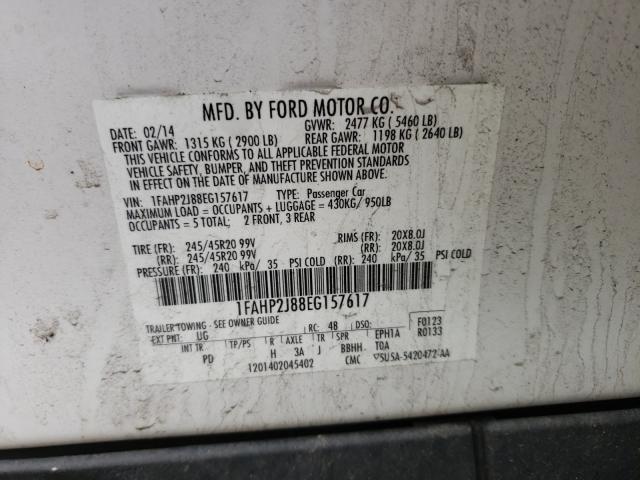 MFD. BY FORD MOTOR CO.
DATE: 02/14 GVWR: 2477 KG ( 5460 LB)
FRONT GAWR: 1315 KG ( 2900 LB) REAR GAWR: 1198 KG ( 2640 LB)
THIS VEHICLE CONFORMS TO ALL APPLICABLE FEDERAL MOTOR
VEHICLE SAFETY, BUMPER, AND THEFT PREVENTION STANDARDS
IN EFFECT ON THE DATE OF MANUFACTURE SHOWN ABOVE.
VIN: 1FAHP2J88EG157617 TYPE: Passenger Car
MAXIMUM LOAD = OCCUPANTS + LUGGAGE = 430KG/ 950LB
OCCUPANTS = 5 TOTAL; 2 FRONT, 3 REAR
TIRE (FR): 245/45R20 99V RIMS (FR): 20X8.0J
(RR): 245/45R20 99V (RR): 20X8.0J
PRESSURE (FR): 240 kPa/ 35 PSI COLD (RR): 240 kPa/ 35 PSI COLD
1FAHP2J88EG157617
TRAILER TOWING - SEE OWNER GUIDE
EXT PNT: UG RC: 48 DSO: F0123
INT TR TP/PS R AXLE TR SPR EPH1A R0133
PD H 3A J BBHH TOA
1201402045402 CMC ▽5USA-5420472-AA